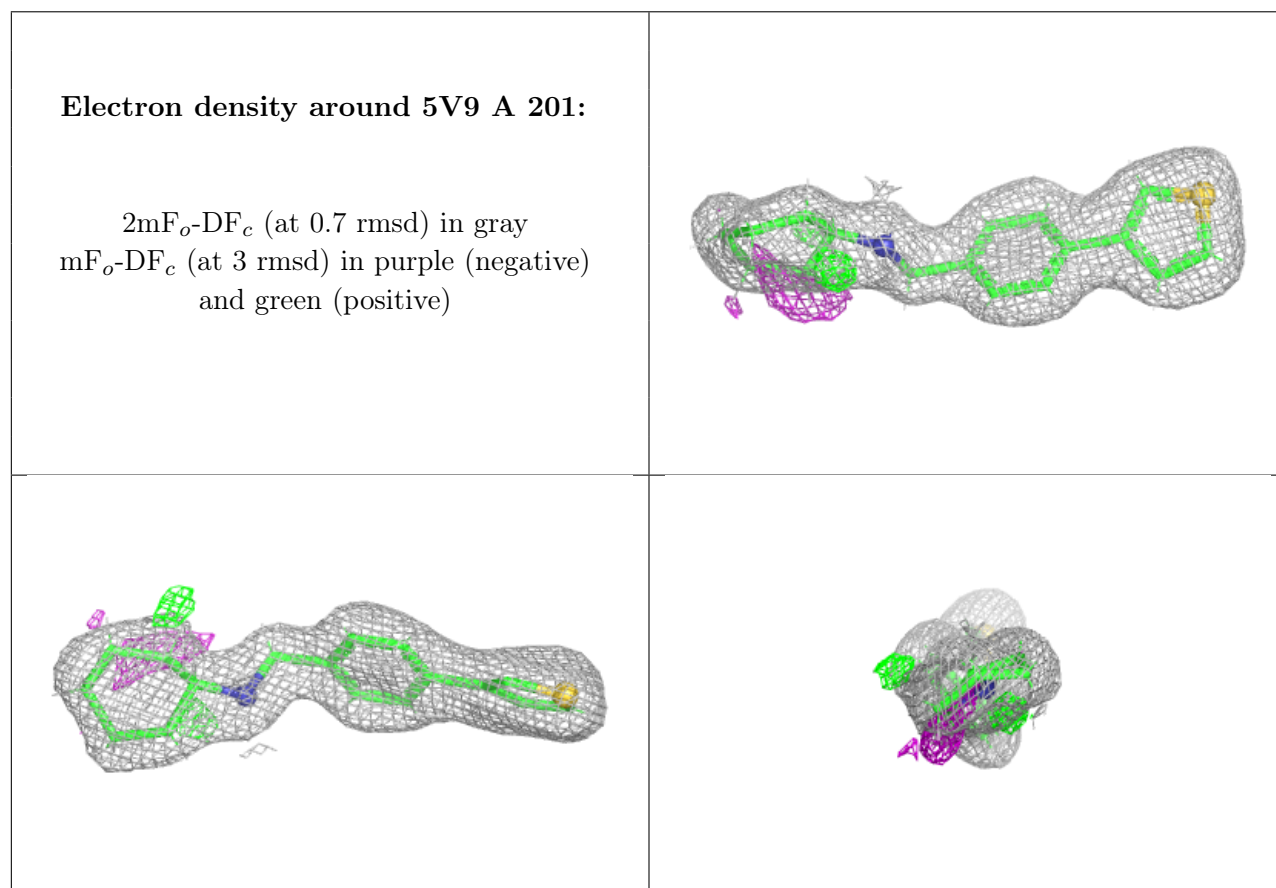 Electron density around 5V9 A 201:
2mFo-DFc (at 0.7 rmsd) in gray
mFo-DFc (at 3 rmsd) in purple (negative)
and green (positive)